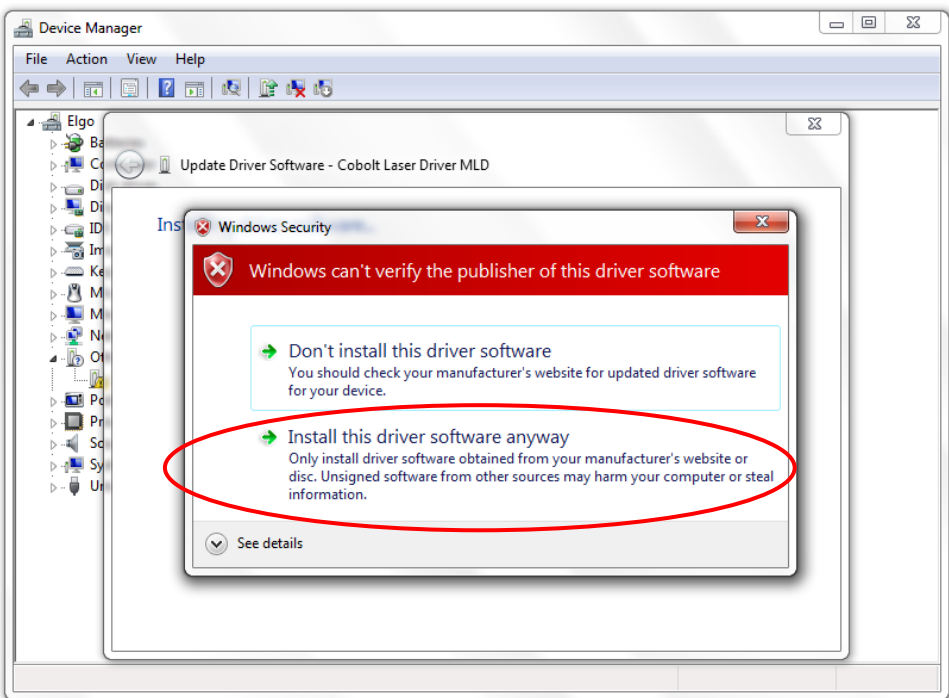 Device Manager
File Action View Help
Elgo
Update Driver Software - Cobolt Laser Driver MLD
Windows Security
Windows can't verify the publisher of this driver software
Don't install this driver software
You should check your manufacturer's website for updated driver software
for your device.
Install this driver software anyway
Only install driver software obtained from your manufacturer's website or
disc. Unsigned software from other sources may harm your computer or steal
information.
See details